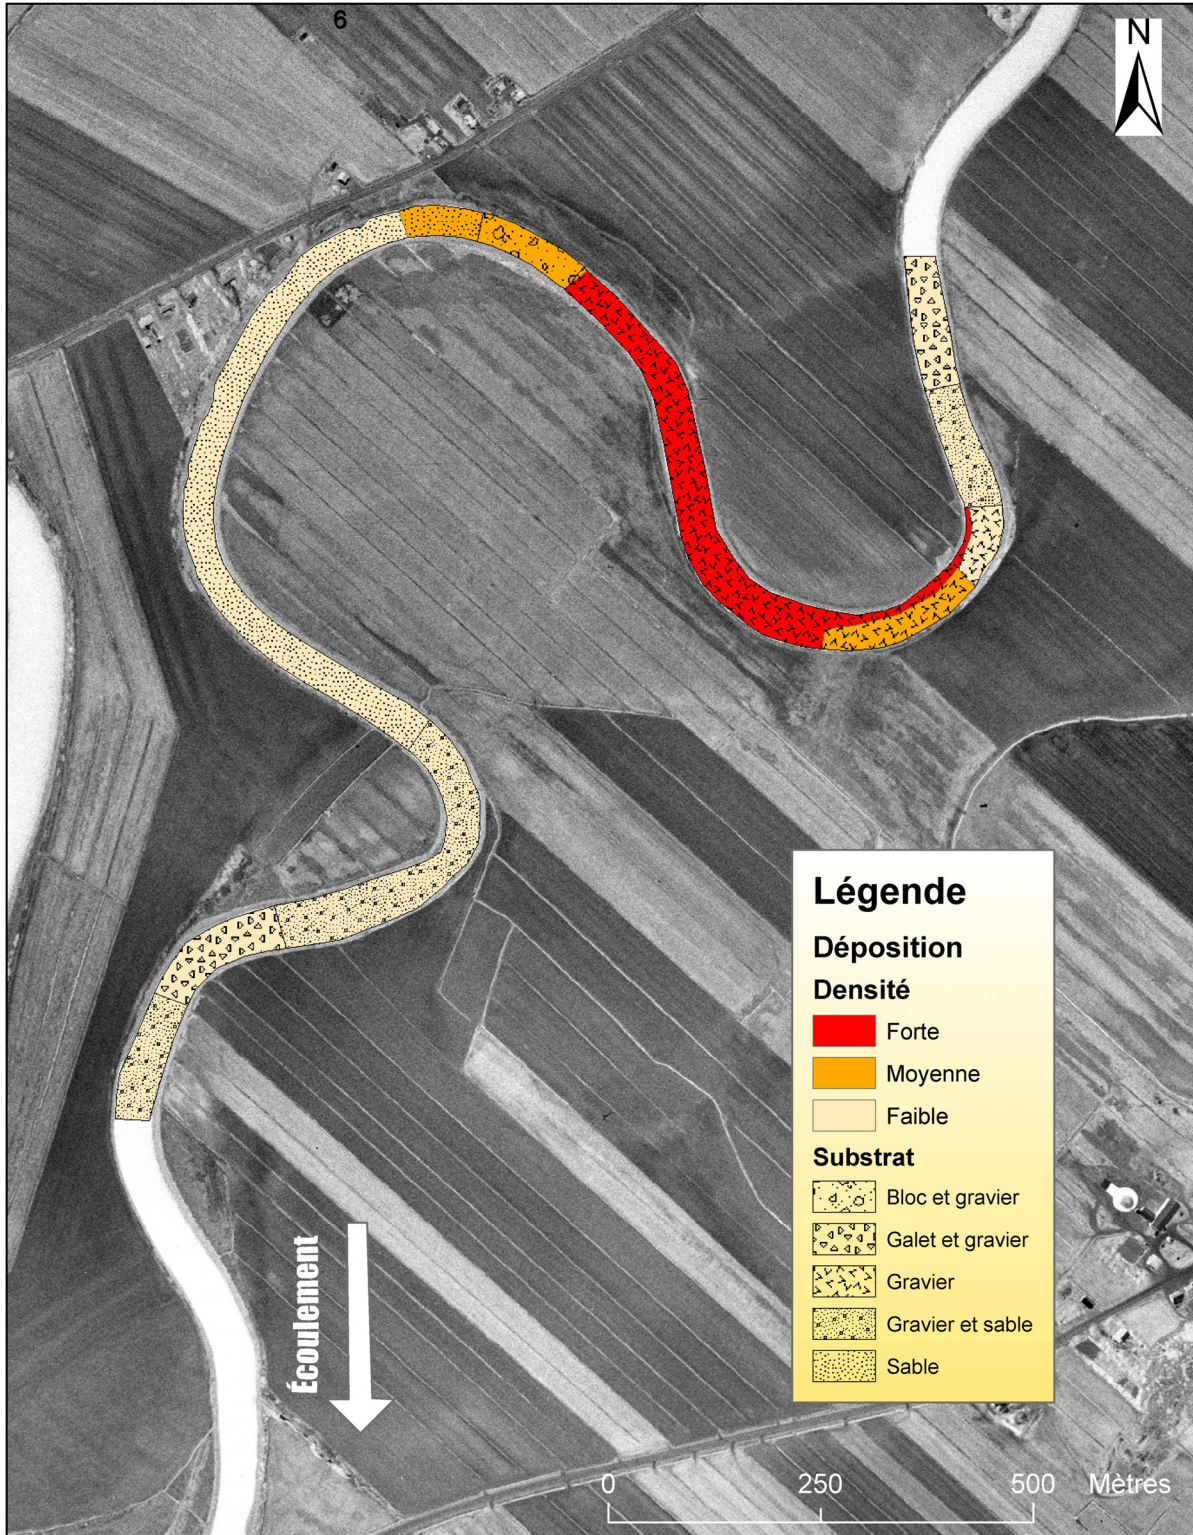 6
N
Légende
Déposition
Densité
Forte
Moyenne
Faible
Substrat
Bloc et gravier
Galet et gravier
Gravier
Gravier et sable
Sable
Écoulement
0 250 500 Mètres